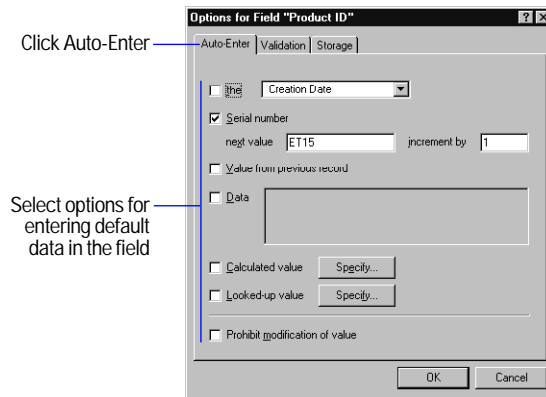 Options for Field "Product ID"
Click Auto-Enter
Auto-Enter Validation Storage
the Creation Date
Serial number
next value ET15 increment by 1
Value from previous record
Select options for
entering default
data in the field
Data
Calculated value Specify...
Looked-up value Specify...
Prohibit modification of value
OK Cancel